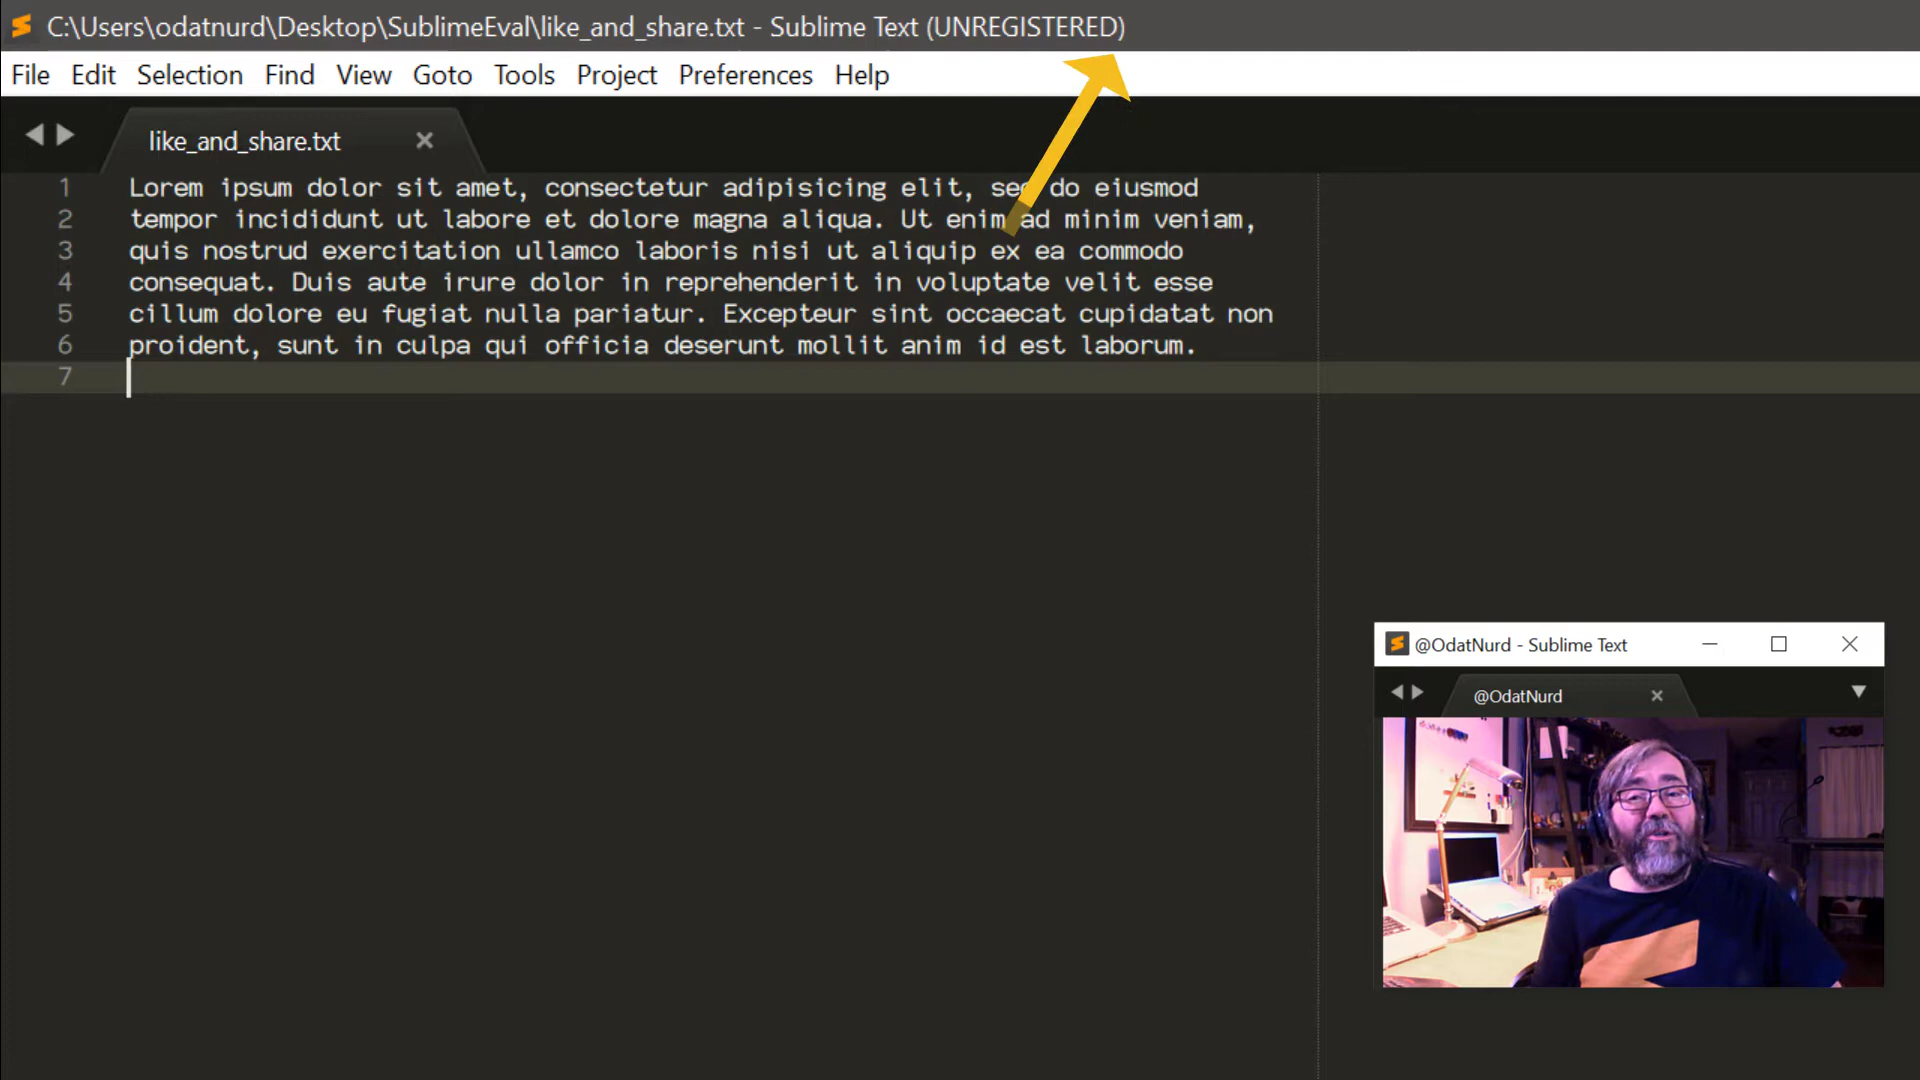 C:\Users\odatnurd\Desktop\SublimeEval\like_and_share.txt - Sublime Text (UNREGISTERED)
File Edit Selection Find View Goto Tools Project Preferences Help
like_and_share.txt
1 Lorem ipsum dolor sit amet, consectetur adipisicing elit, sed do eiusmod
2 tempor incididunt ut labore et dolore magna aliqua. Ut enim ad minim veniam,
3 quis nostrud exercitation ullamco laboris nisi ut aliquip ex ea commodo
4 consequat. Duis aute irure dolor in reprehenderit in voluptate velit esse
5 cillum dolore eu fugiat nulla pariatur. Excepteur sint occaecat cupidatat non
6 proident, sunt in culpa qui officia deserunt mollit anim id est laborum.
7
@OdatNurd - Sublime Text
@OdatNurd